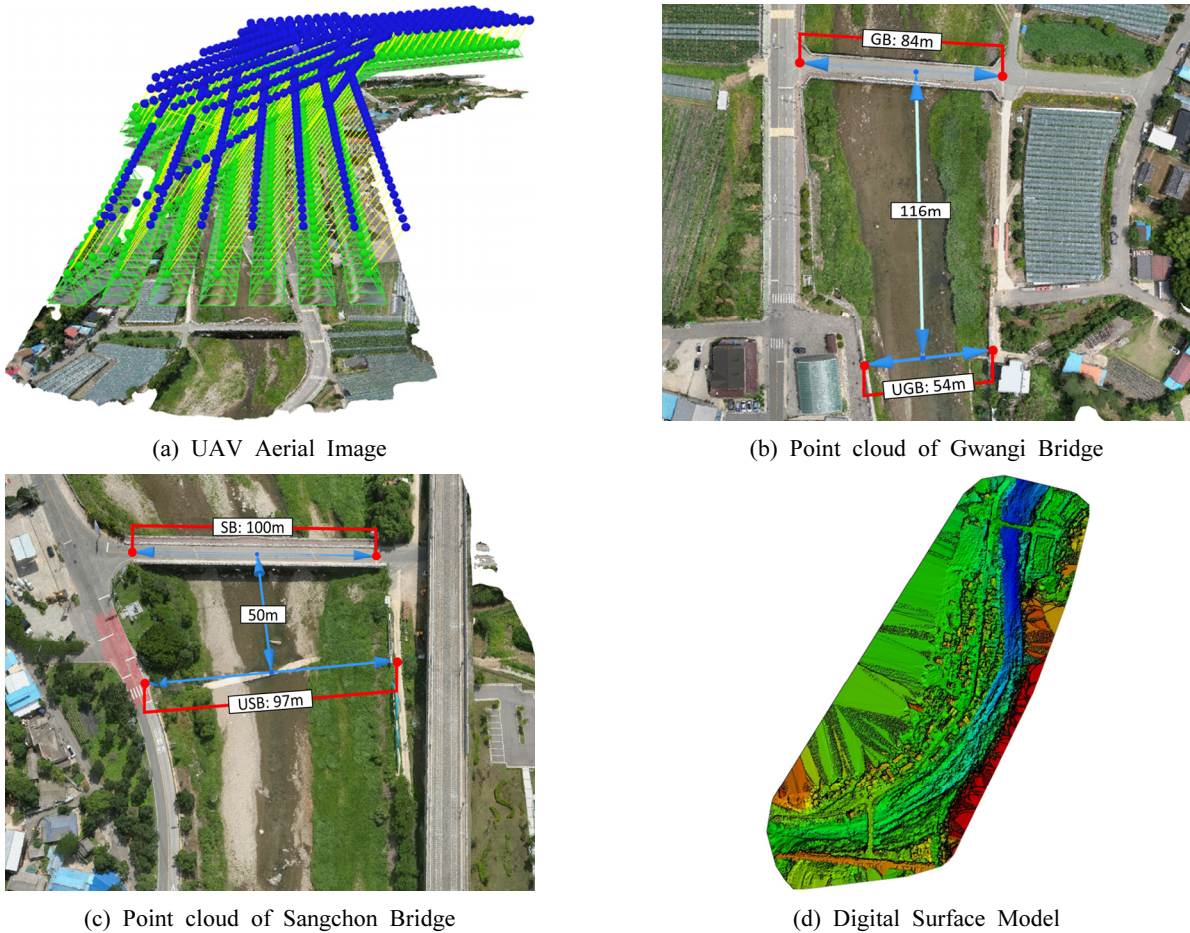 GB: 84m
116m
UGB: 54m
(a) UAV Aerial Image
(b) Point cloud of Gwangi Bridge
SB: 100m
50m
USB: 97m
(c) Point cloud of Sangchon Bridge
(d) Digital Surface Model